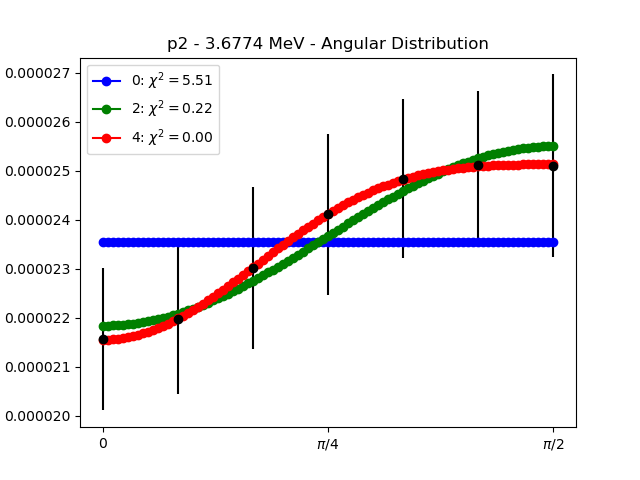 p2 - 3.6774 MeV - Angular Distribution
0: χ² = 5.51
2: χ² = 0.22
4: χ² = 0.00
0.000027
0.000026
0.000025
0.000024
0.000023
0.000022
0.000021
0.000020
0
π/4
π/2